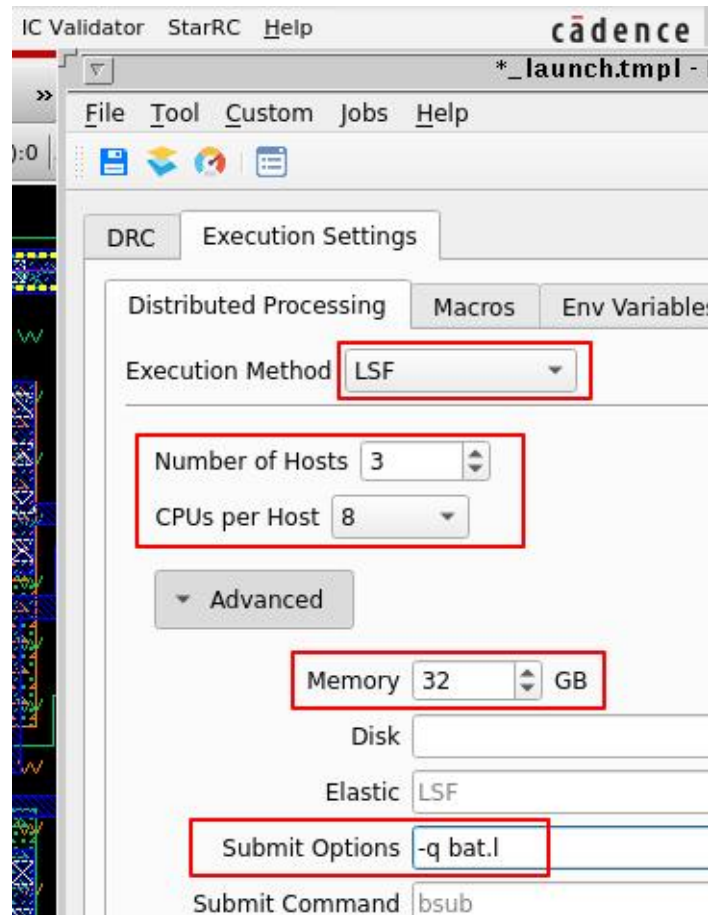 IC Validator StarRC Help cādence
*_launch.tmpl -
»
File Tool Custom Jobs Help
):0
DRC Execution Settings
Distributed Processing Macros Env Variables
Execution Method LSF
Number of Hosts 3
CPUs per Host 8
Advanced
Memory 32 GB
Disk
Elastic LSF
Submit Options -q bat.l
Submit Command bsub